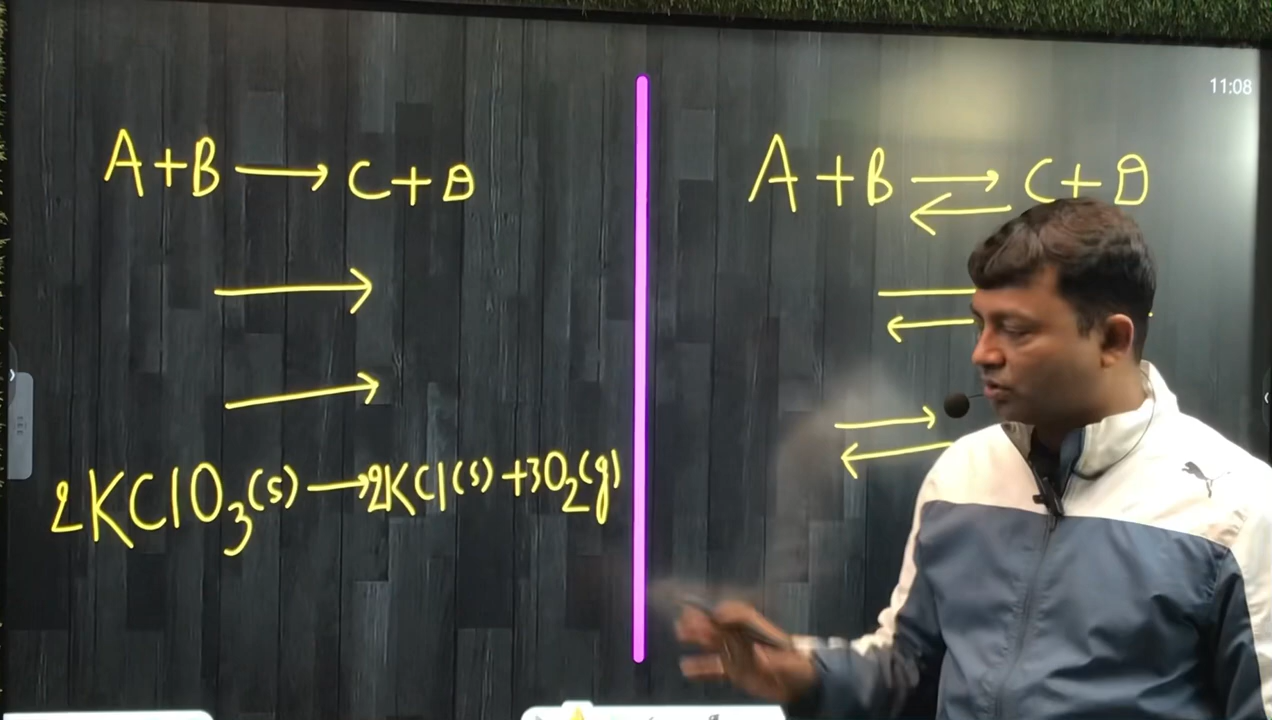 11:08
A+B ⟶ C+D
⟶
⟶
2KClO₃(s) ⟶ 2KCl(s) +3O₂(g)
A+B ⇄ C+D
⇄
⇄